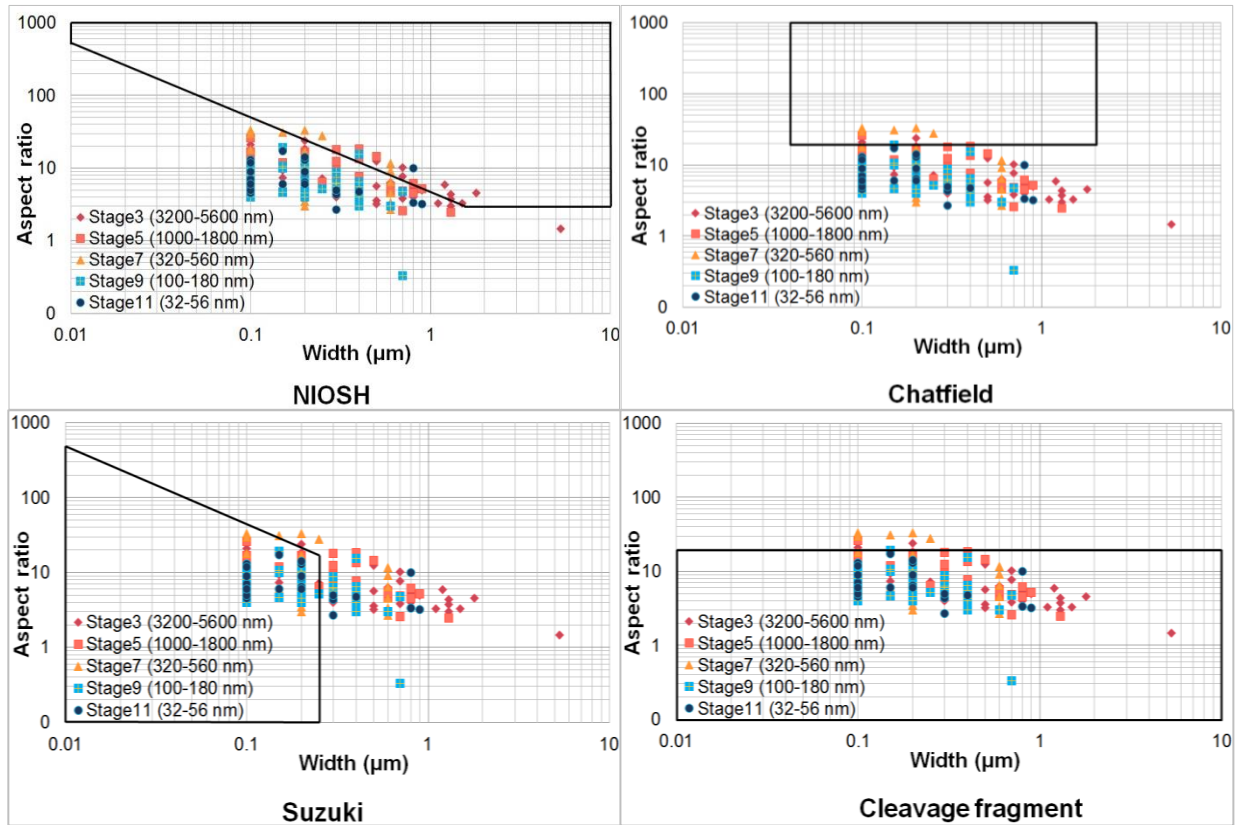 1000
100
10
1
0
0.01
0.1
1
10
Aspect ratio
Stage3 (3200-5600 nm)
Stage5 (1000-1800 nm)
Stage7 (320-560 nm)
Stage9 (100-180 nm)
Stage11 (32-56 nm)
Width (µm)
NIOSH
1000
100
10
1
0
0.01
0.1
1
10
Aspect ratio
Stage3 (3200-5600 nm)
Stage5 (1000-1800 nm)
Stage7 (320-560 nm)
Stage9 (100-180 nm)
Stage11 (32-56 nm)
Width (µm)
Chatfield
1000
100
10
1
0
0.01
0.1
1
10
Aspect ratio
Stage3 (3200-5600 nm)
Stage5 (1000-1800 nm)
Stage7 (320-560 nm)
Stage9 (100-180 nm)
Stage11 (32-56 nm)
Width (µm)
Suzuki
1000
100
10
1
0
0.01
0.1
1
10
Aspect ratio
Stage3 (3200-5600 nm)
Stage5 (1000-1800 nm)
Stage7 (320-560 nm)
Stage9 (100-180 nm)
Stage11 (32-56 nm)
Width (µm)
Cleavage fragment